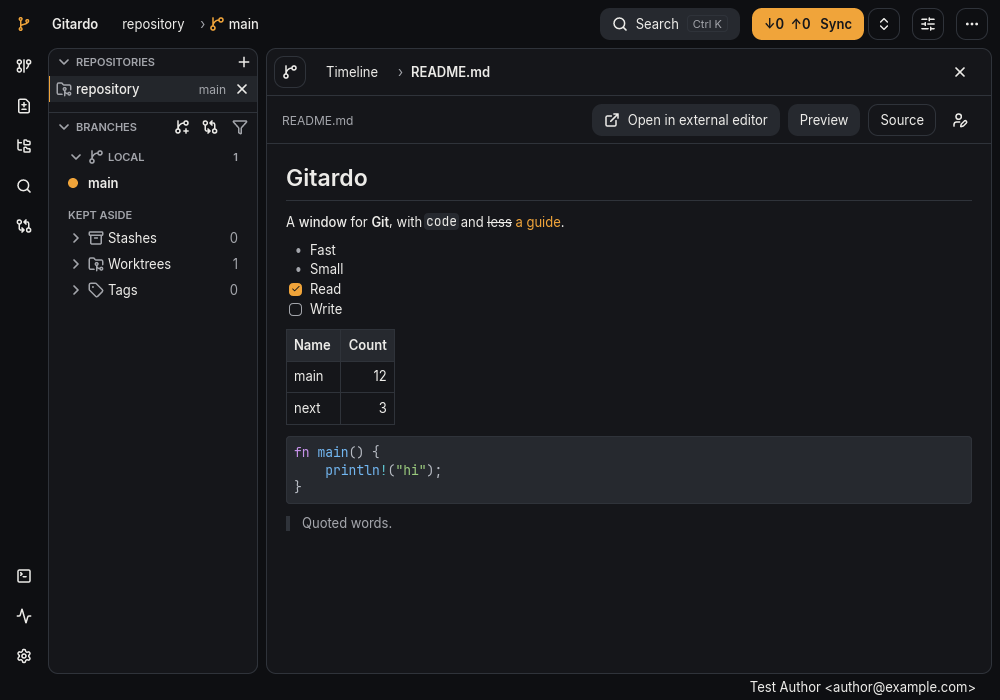 Gitardo repository › main Search Ctrl K ↓0 ↑0 Sync
REPOSITORIES
repository main
BRANCHES
LOCAL 1
main
KEPT ASIDE
Stashes 0
Worktrees 1
Tags 0
Timeline › README.md
README.md Open in external editor Preview Source
Gitardo
A window for Git, with code and less a guide.
• Fast
• Small
Read
Write
Name Count
main 12
next 3
fn main() {
    println!("hi");
}
Quoted words.
Test Author <author@example.com>